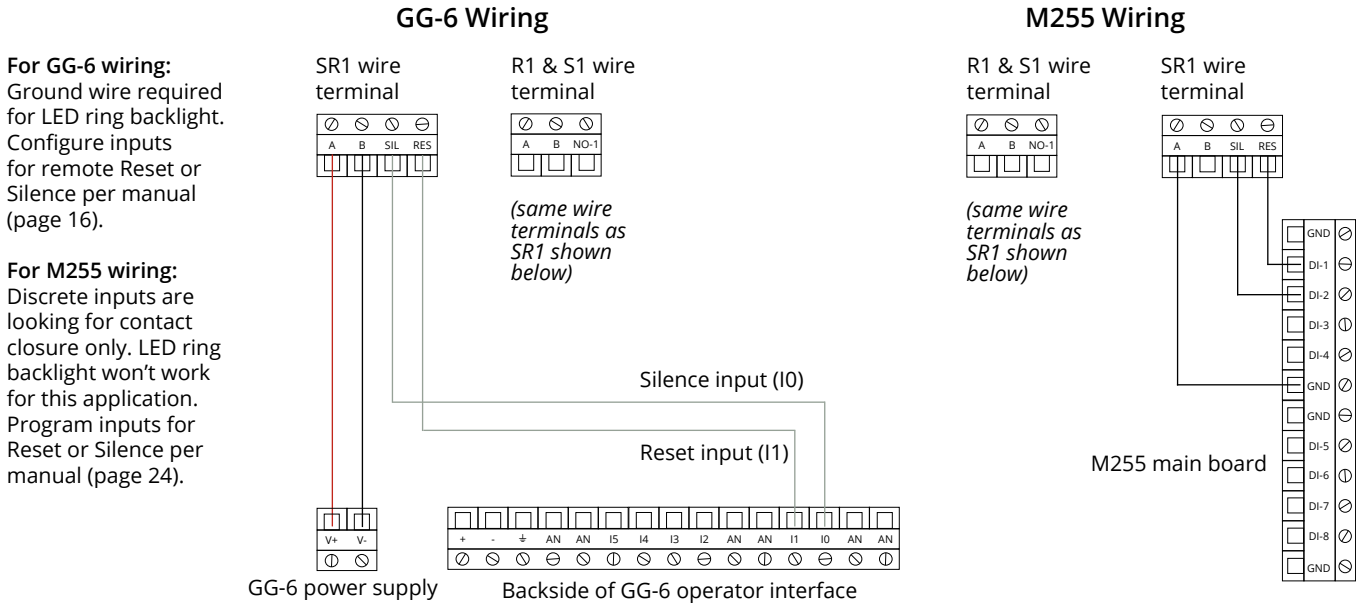 GG-6 Wiring
M255 Wiring
For GG-6 wiring:
Ground wire required
for LED ring backlight.
Configure inputs
for remote Reset or
Silence per manual
(page 16).
For M255 wiring:
Discrete inputs are
looking for contact
closure only. LED ring
backlight won’t work
for this application.
Program inputs for
Reset or Silence per
manual (page 24).
SR1 wire
terminal
A B SIL RES
R1 & S1 wire
terminal
A B NO-1
(same wire
terminals as
SR1 shown
below)
Silence input (I0)
Reset input (I1)
V+ V-
GG-6 power supply
+ - ⏚ AN AN I5 I4 I3 I2 AN AN I1 I0 AN AN
Backside of GG-6 operator interface
R1 & S1 wire
terminal
A B NO-1
(same wire
terminals as
SR1 shown
below)
SR1 wire
terminal
A B SIL RES
GND
DI-1
DI-2
DI-3
DI-4
GND
GND
DI-5
DI-6
DI-7
DI-8
GND
M255 main board